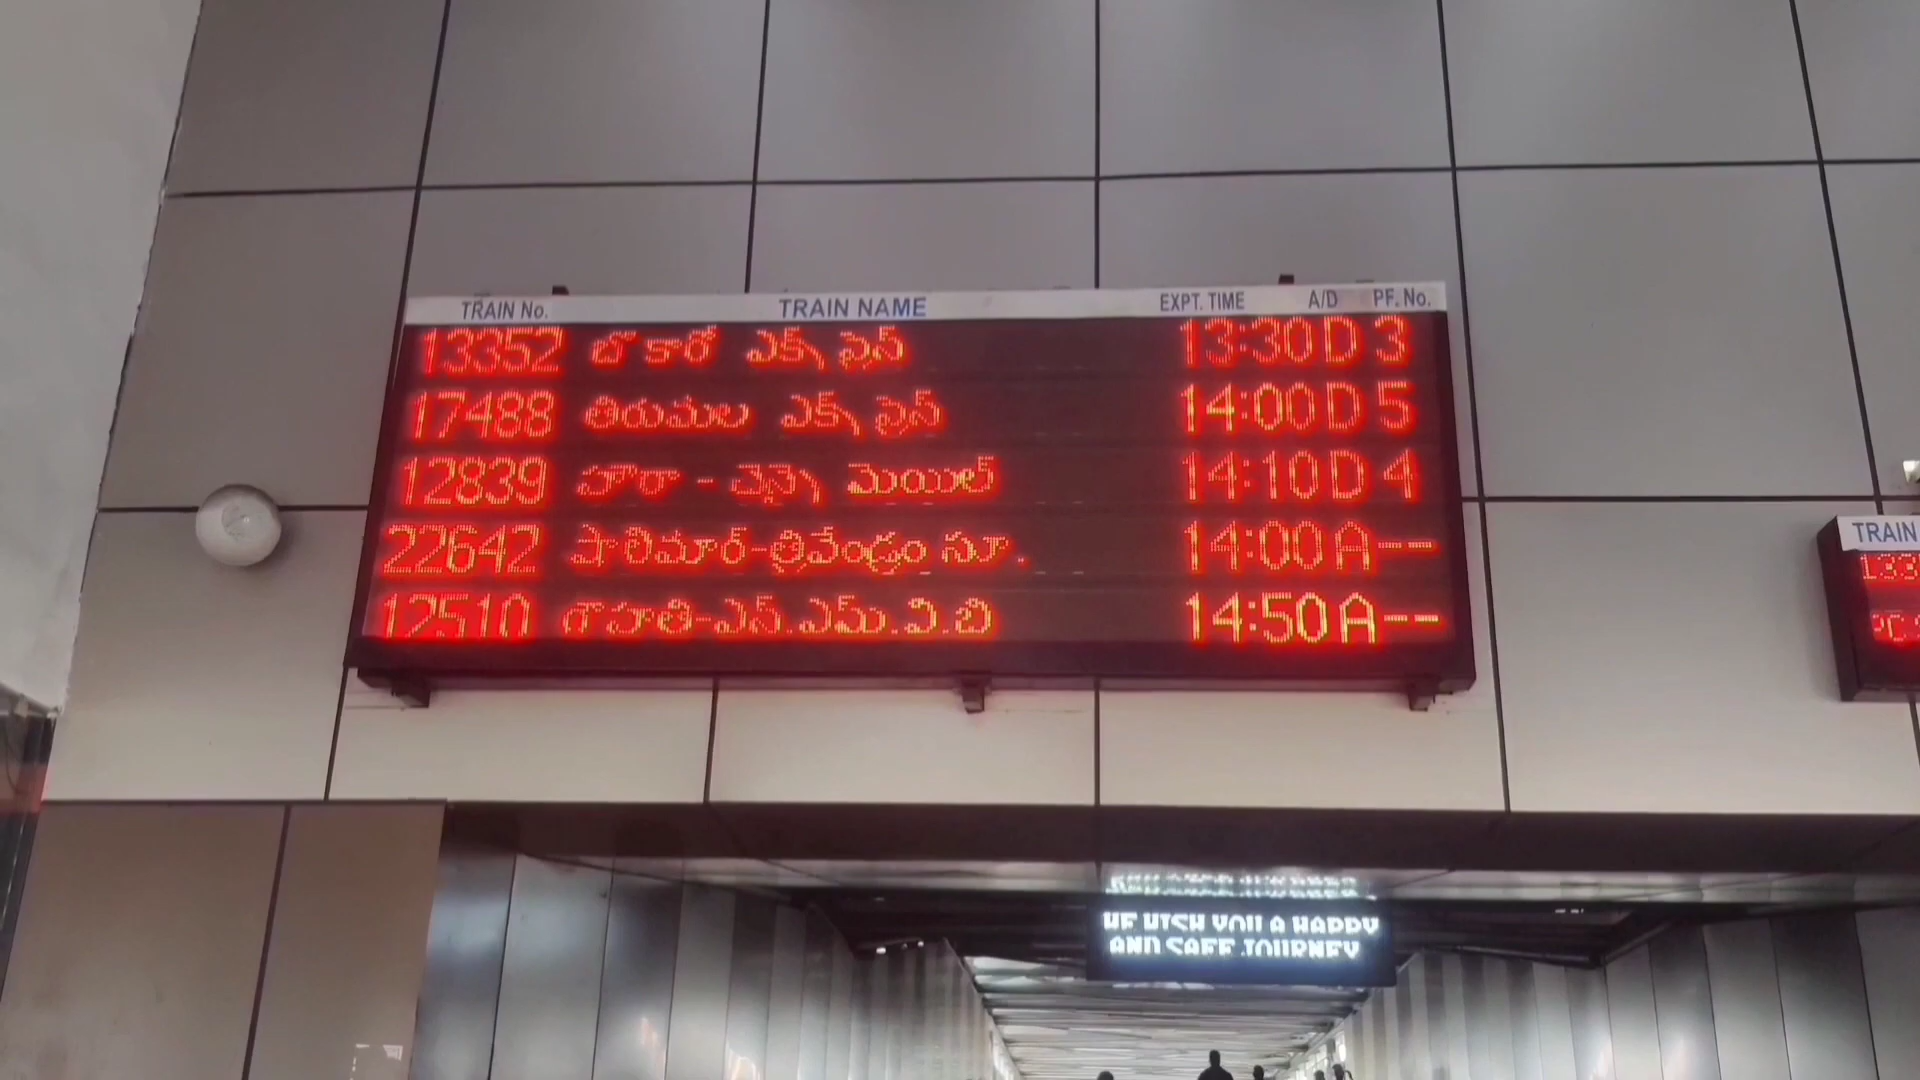 TRAIN No. TRAIN NAME EXPT. TIME A/D PF. No.
13352 బొకారో ఎక్స్ ప్రెస్ 13:30 D 3
17488 తిరుమల ఎక్స్ ప్రెస్ 14:00 D 5
12839 హౌరా - చెన్నై మెయిల్ 14:10 D 4
22642 షాలిమార్-త్రివేండ్రం సూ. 14:00 A --
12510 గౌహతి-ఎస్.ఎమ్.వి.బి 14:50 A --
TRAIN
133
WE WISH YOU A HAPPY
AND SAFE JOURNEY